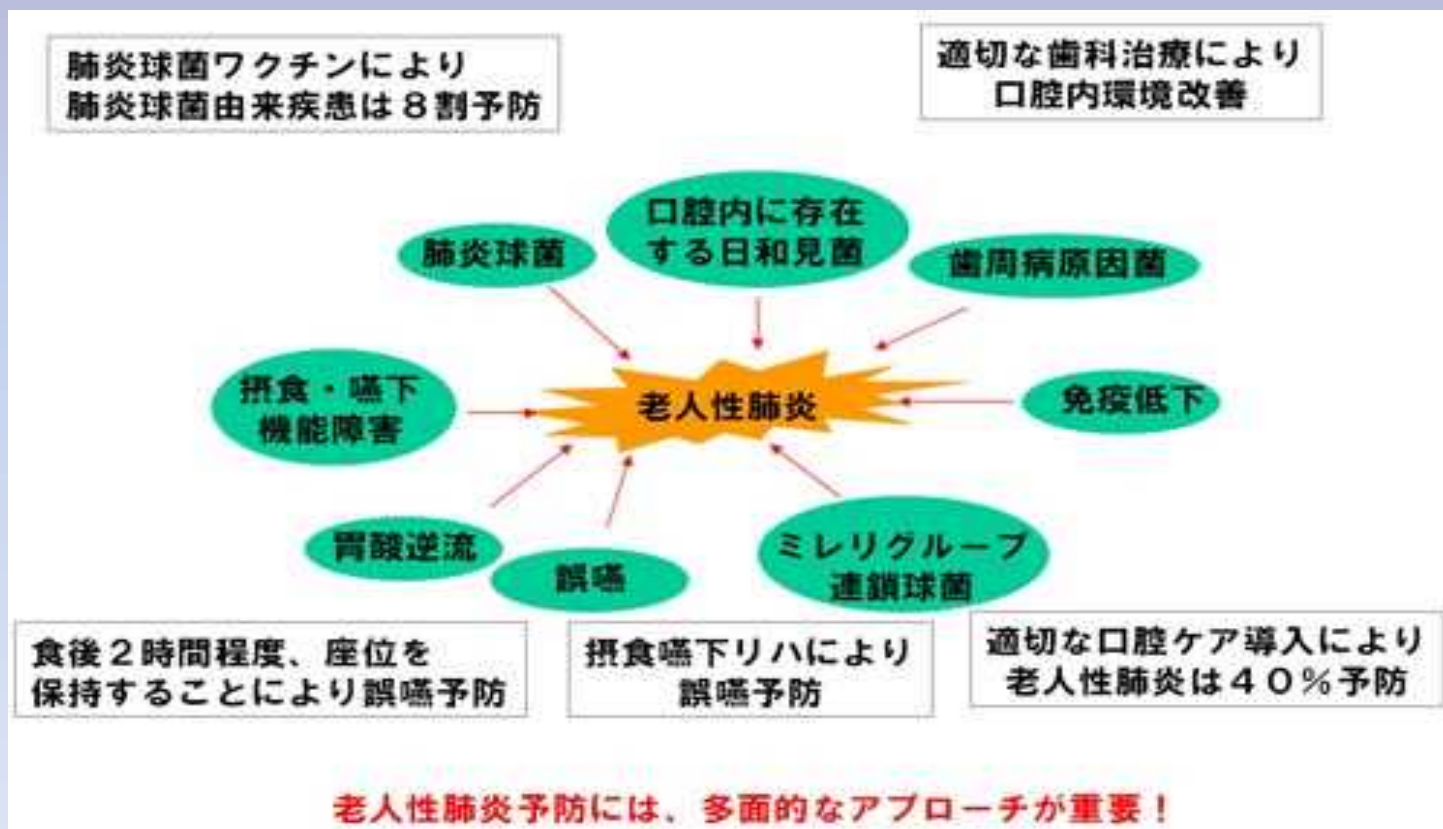 肺炎球菌ワクチンにより
肺炎球菌由来疾患は８割予防
適切な歯科治療により
口腔内環境改善
口腔内に存在
する日和見菌
肺炎球菌
歯周病原因菌
摂食・嚥下
機能障害
老人性肺炎
免疫低下
胃酸逆流
誤嚥
ミレリグループ
連鎖球菌
食後２時間程度、座位を
保持することにより誤嚥予防
摂食嚥下リハにより
誤嚥予防
適切な口腔ケア導入により
老人性肺炎は４０％予防
老人性肺炎予防には、多面的なアプローチが重要！